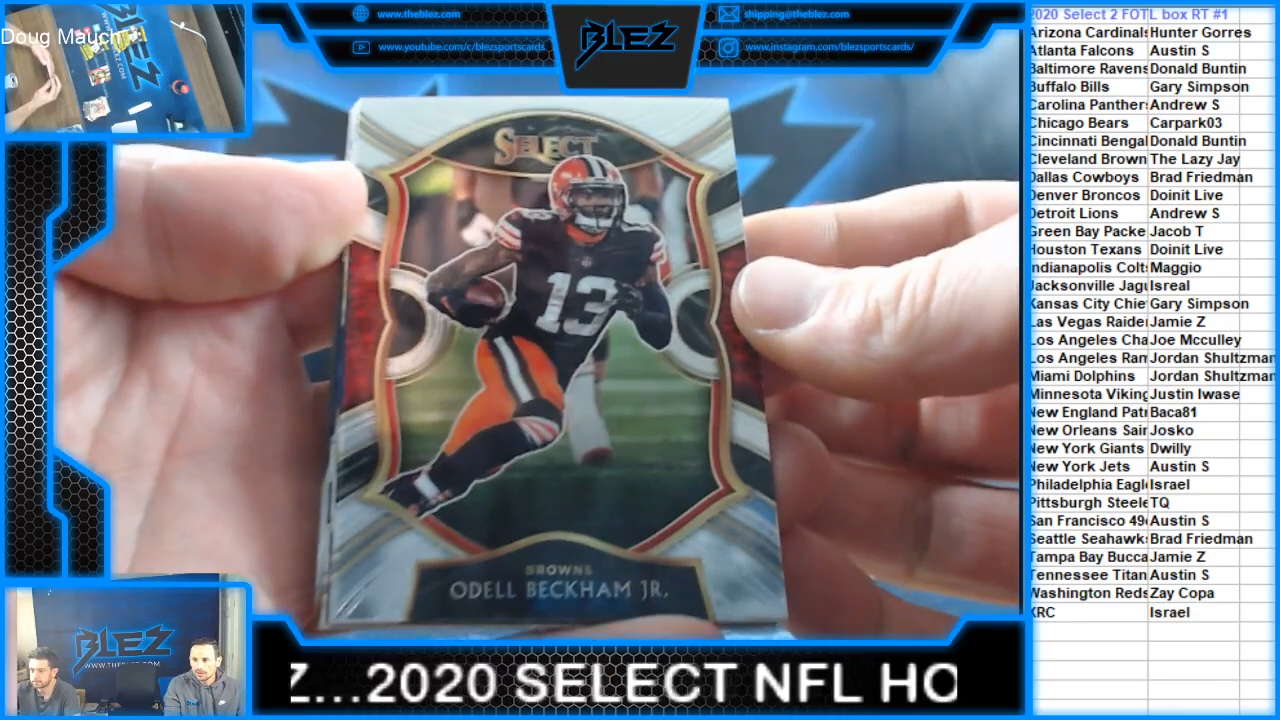 Doug Mauch
www.theblez.com
shipping@theblez.com
www.youtube.com/c/blezsportscards
www.instagram.com/blezsportscards/
BLEZ
SELECT
13
BROWNS
ODELL BECKHAM JR.
BLEZ
WWW.THEBLEZ.COM
Z...2020 SELECT NFL HO
2020 Select 2 FOTL box RT #1
Arizona Cardinals Hunter Gorres
Atlanta Falcons Austin S
Baltimore Ravens Donald Buntin
Buffalo Bills Gary Simpson
Carolina Panthers Andrew S
Chicago Bears Carpark03
Cincinnati Bengal Donald Buntin
Cleveland Brown The Lazy Jay
Dallas Cowboys Brad Friedman
Denver Broncos Doinit Live
Detroit Lions Andrew S
Green Bay Packe Jacob T
Houston Texans Doinit Live
Indianapolis Colts Maggio
Jacksonville Jagu Isreal
Kansas City Chie Gary Simpson
Las Vegas Raide Jamie Z
Los Angeles Cha Joe Mcculley
Los Angeles Ram Jordan Shultzman
Miami Dolphins Jordan Shultzman
Minnesota Viking Justin Iwase
New England Patr Baca81
New Orleans Sain Josko
New York Giants Dwilly
New York Jets Austin S
Philadelphia Eagle Israel
Pittsburgh Steele TQ
San Francisco 49 Austin S
Seattle Seahawk Brad Friedman
Tampa Bay Bucca Jamie Z
Tennessee Titan Austin S
Washington Reds Zay Copa
XRC Israel